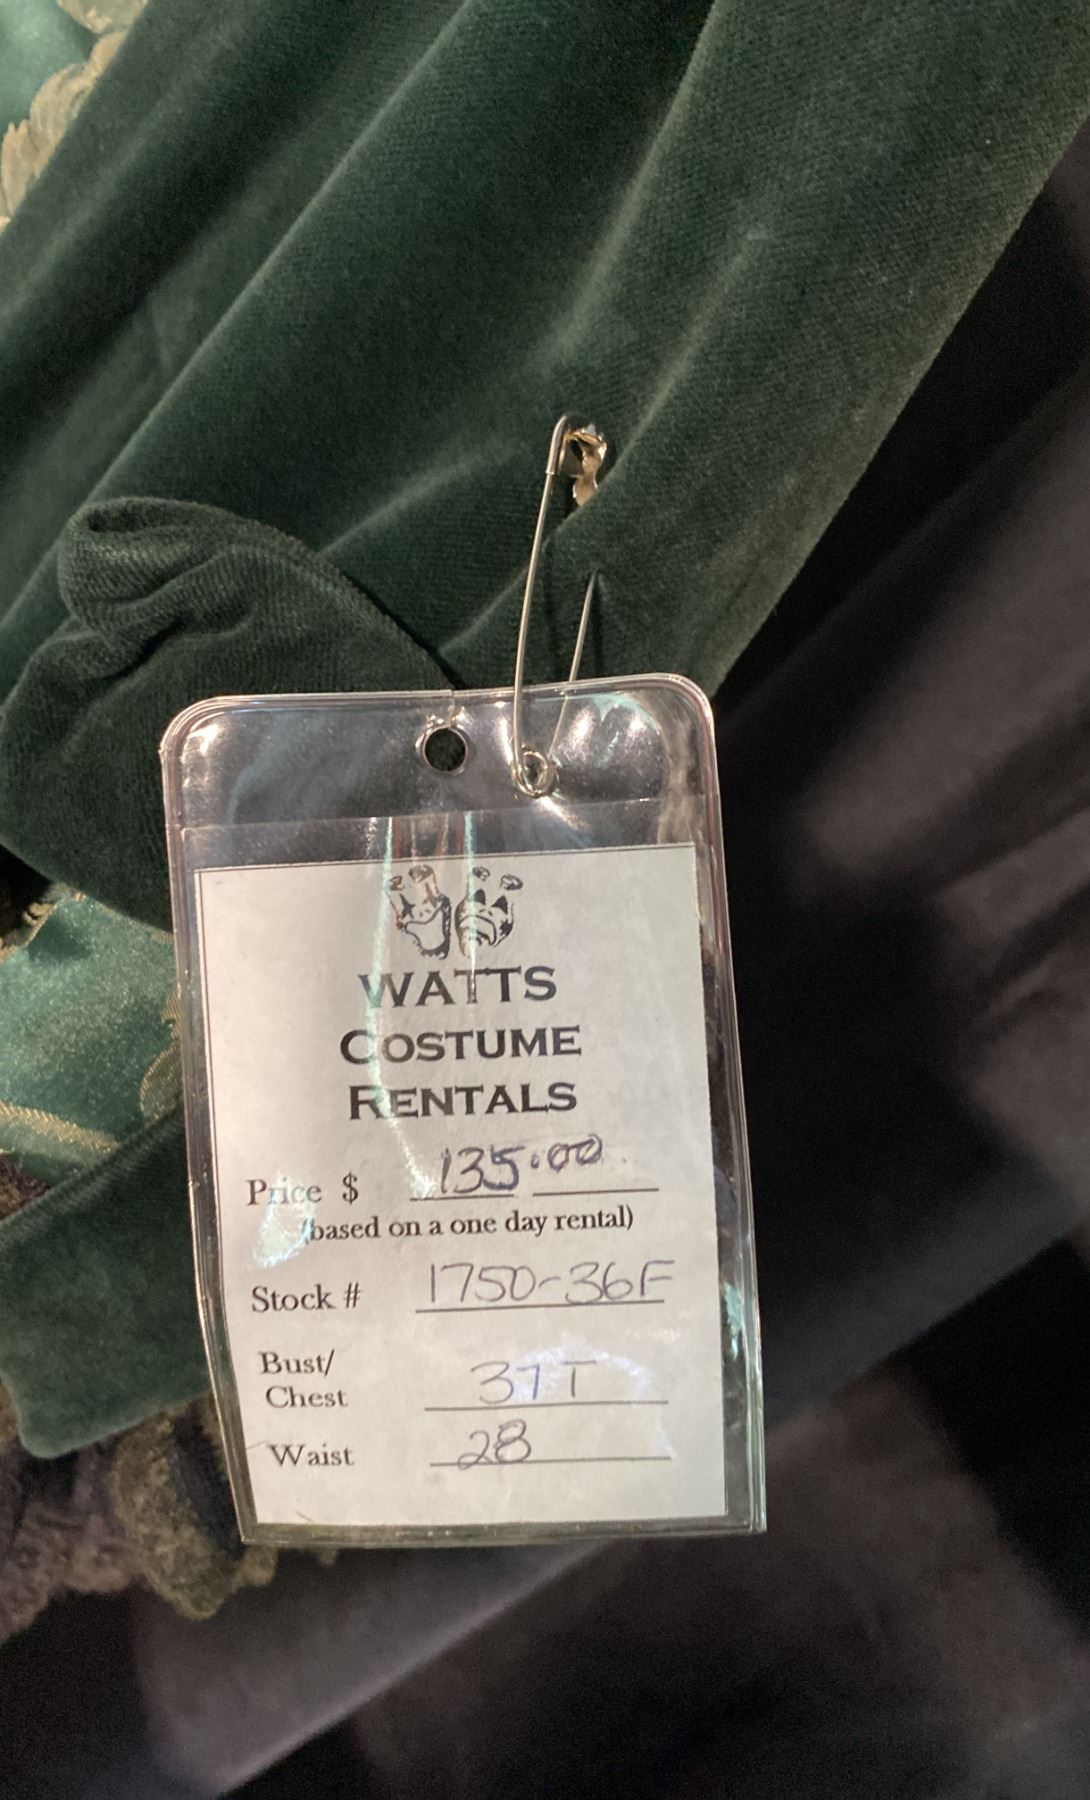 WATTS
COSTUME
RENTALS
Price $ 135.00
(based on a one day rental)
Stock # 1750-36F
Bust/
Chest 37T
Waist 28